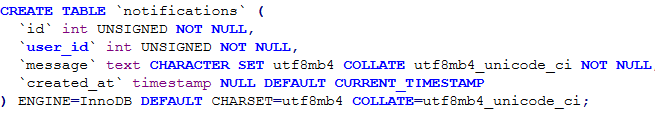 CREATE TABLE `notifications` (
  `id` int UNSIGNED NOT NULL,
  `user_id` int UNSIGNED NOT NULL,
  `message` text CHARACTER SET utf8mb4 COLLATE utf8mb4_unicode_ci NOT NULL,
  `created_at` timestamp NULL DEFAULT CURRENT_TIMESTAMP
) ENGINE=InnoDB DEFAULT CHARSET=utf8mb4 COLLATE=utf8mb4_unicode_ci;